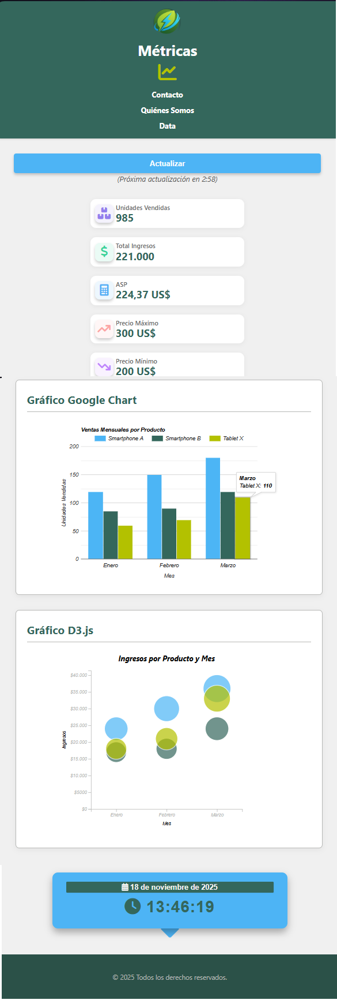 Métricas
Contacto
Quiénes Somos
Data
Actualizar
(Próxima actualización en 2:58)
Unidades Vendidas
985
Total Ingresos
221.000
ASP
224,37 US$
Precio Máximo
300 US$
Precio Mínimo
200 US$
Gráfico Google Chart
Ventas Mensuales por Producto
Smartphone A Smartphone B Tablet X
200
150
100
50
0
Unidades Vendidas
Marzo
Tablet X: 110
Enero Febrero Marzo
Mes
Gráfico D3.js
Ingresos por Producto y Mes
$40.000
$35.000
$30.000
$25.000
$20.000
$15.000
$10.000
$5000
$0
Ingresos
Enero Febrero Marzo
Mes
18 de noviembre de 2025
13:46:19
© 2025 Todos los derechos reservados.